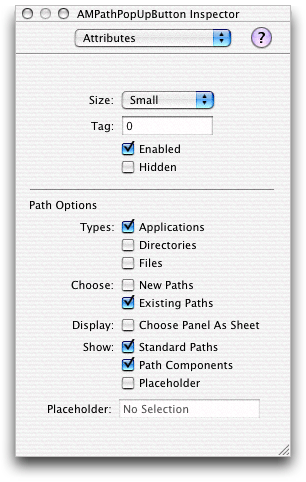 AMPathPopUpButton Inspector
Attributes
?
Size: Small
Tag: 0
Enabled
Hidden
Path Options
Types: Applications
Directories
Files
Choose: New Paths
Existing Paths
Display: Choose Panel As Sheet
Show: Standard Paths
Path Components
Placeholder
Placeholder: No Selection